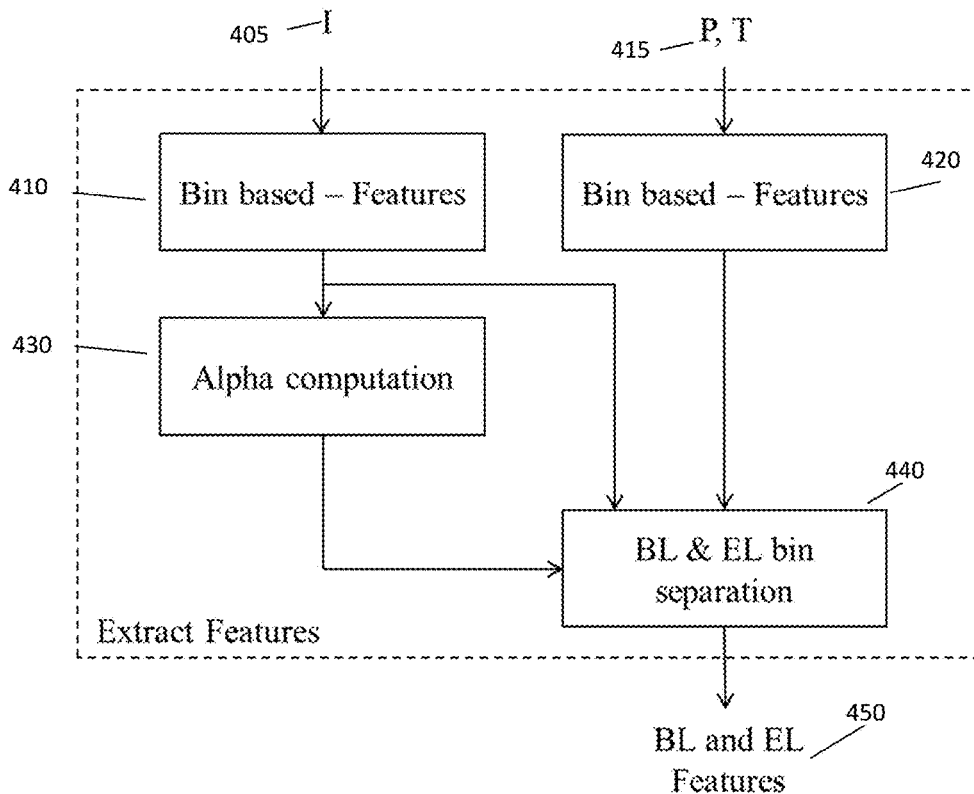 405
I
415
P, T
410
Bin based – Features
Bin based – Features
420
430
Alpha computation
440
BL & EL bin
separation
Extract Features
BL and EL
Features
450